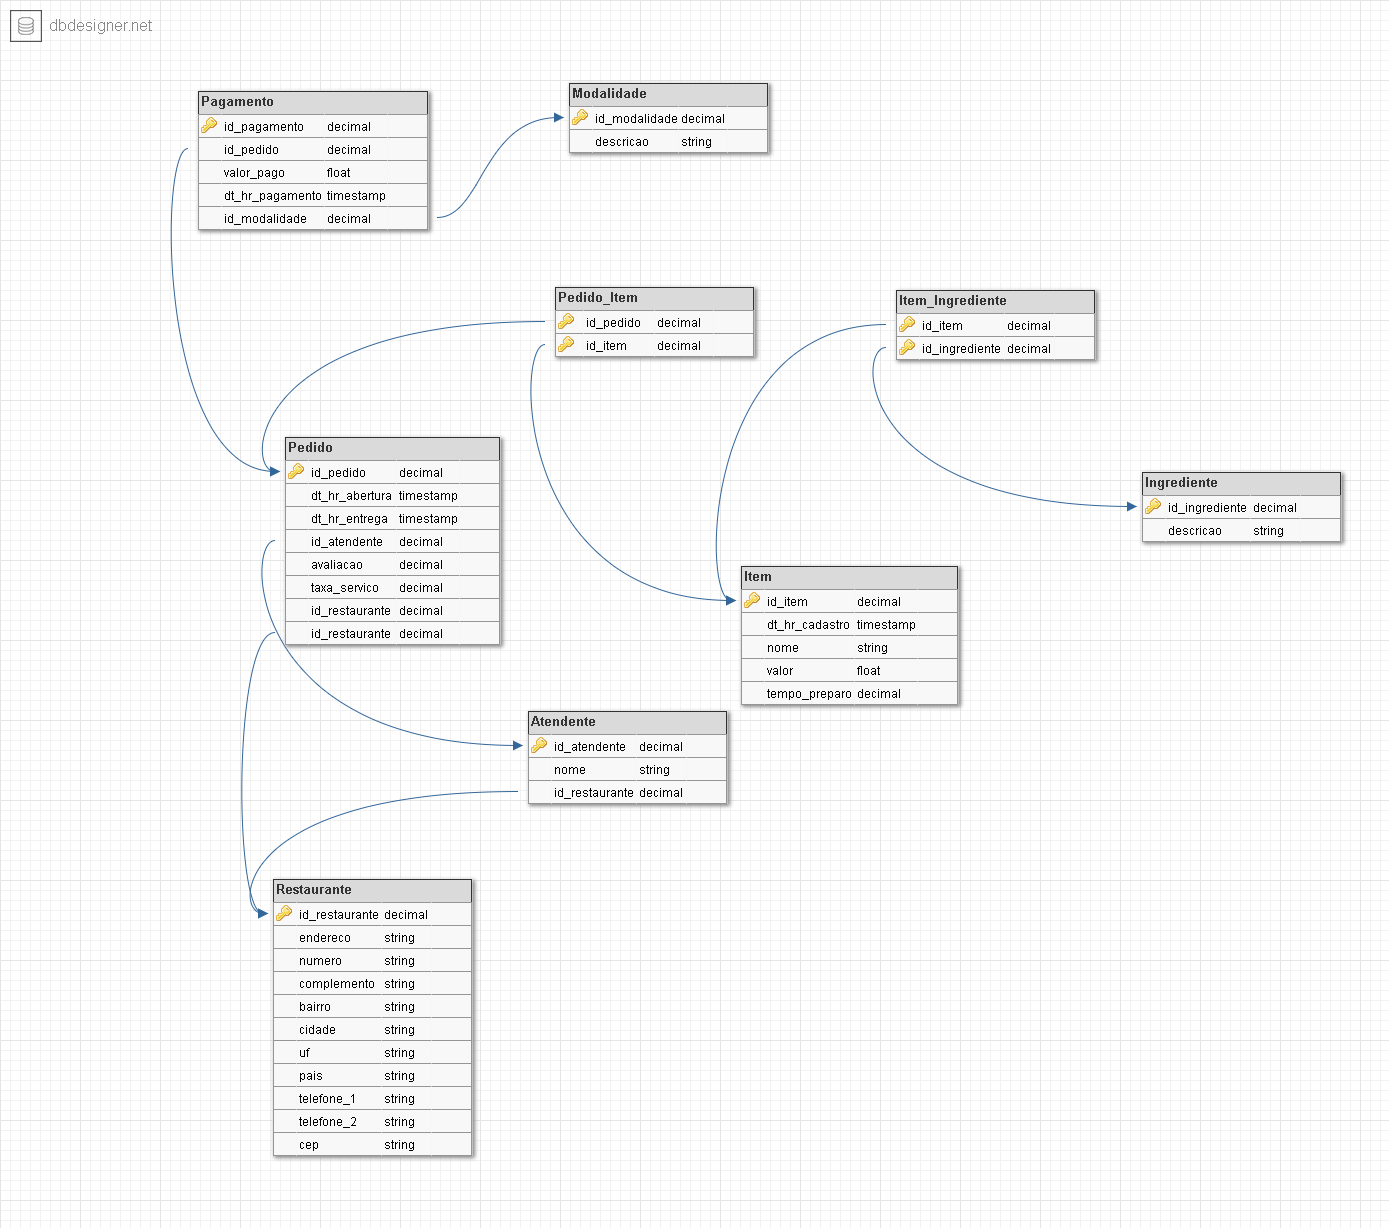 dbdesigner.net
Pagamento
id_pagamento decimal
id_pedido decimal
valor_pago float
dt_hr_pagamento timestamp
id_modalidade decimal
Modalidade
id_modalidade decimal
descricao string
Pedido_Item
id_pedido decimal
id_item decimal
Item_Ingrediente
id_item decimal
id_ingrediente decimal
Pedido
id_pedido decimal
dt_hr_abertura timestamp
dt_hr_entrega timestamp
id_atendente decimal
avaliacao decimal
taxa_servico decimal
id_restaurante decimal
id_restaurante decimal
Ingrediente
id_ingrediente decimal
descricao string
Item
id_item decimal
dt_hr_cadastro timestamp
nome string
valor float
tempo_preparo decimal
Atendente
id_atendente decimal
nome string
id_restaurante decimal
Restaurante
id_restaurante decimal
endereco string
numero string
complemento string
bairro string
cidade string
uf string
pais string
telefone_1 string
telefone_2 string
cep string